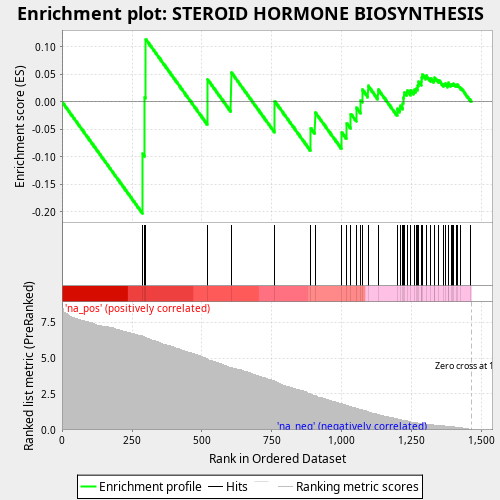 Enrichment plot: STEROID HORMONE BIOSYNTHESIS
Enrichment score (ES)
0.10
0.05
0.00
-0.05
-0.10
-0.15
-0.20
'na_pos' (positively correlated)
Ranked list metric (PreRanked)
7.5
5.0
2.5
0.0
Zero cross at 1
'na_neg' (negatively correlated)
0
250
500
750
1,000
1,250
1,500
Rank in Ordered Dataset
Enrichment profile
Hits
Ranking metric scores